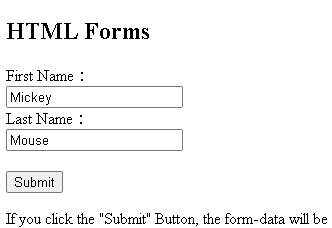 HTML Forms
First Name：
Mickey
Last Name：
Mouse
Submit
If you click the "Submit" Button, the form-data will be